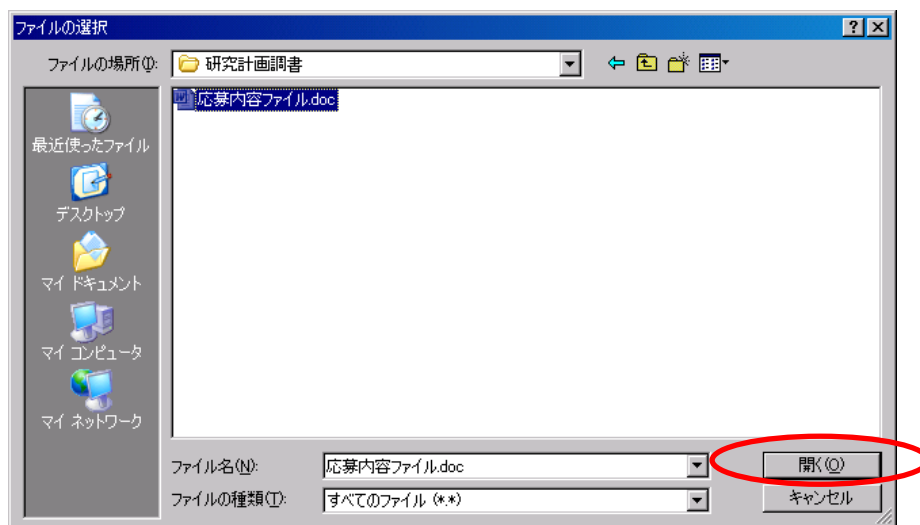 ファイルの選択
ファイルの場所(I):
研究計画調書
応募内容ファイル.doc
最近使ったファイル
デスクトップ
マイ ドキュメント
マイ コンピュータ
マイ ネットワーク
ファイル名(N):
応募内容ファイル.doc
開く(O)
ファイルの種類(T):
すべてのファイル (*.*)
キャンセル